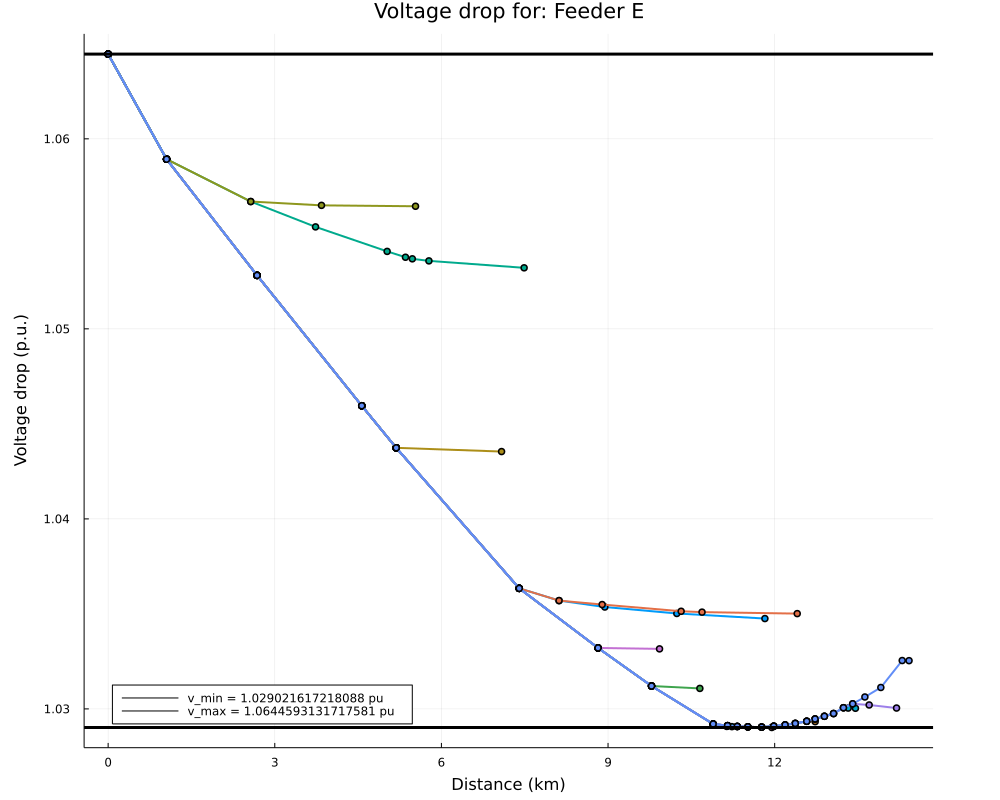 Voltage drop for: Feeder E
Voltage drop (p.u.)
1.06
1.05
1.04
1.03
v_min = 1.029021617218088 pu
v_max = 1.0644593131717581 pu
0 3 6 9 12
Distance (km)